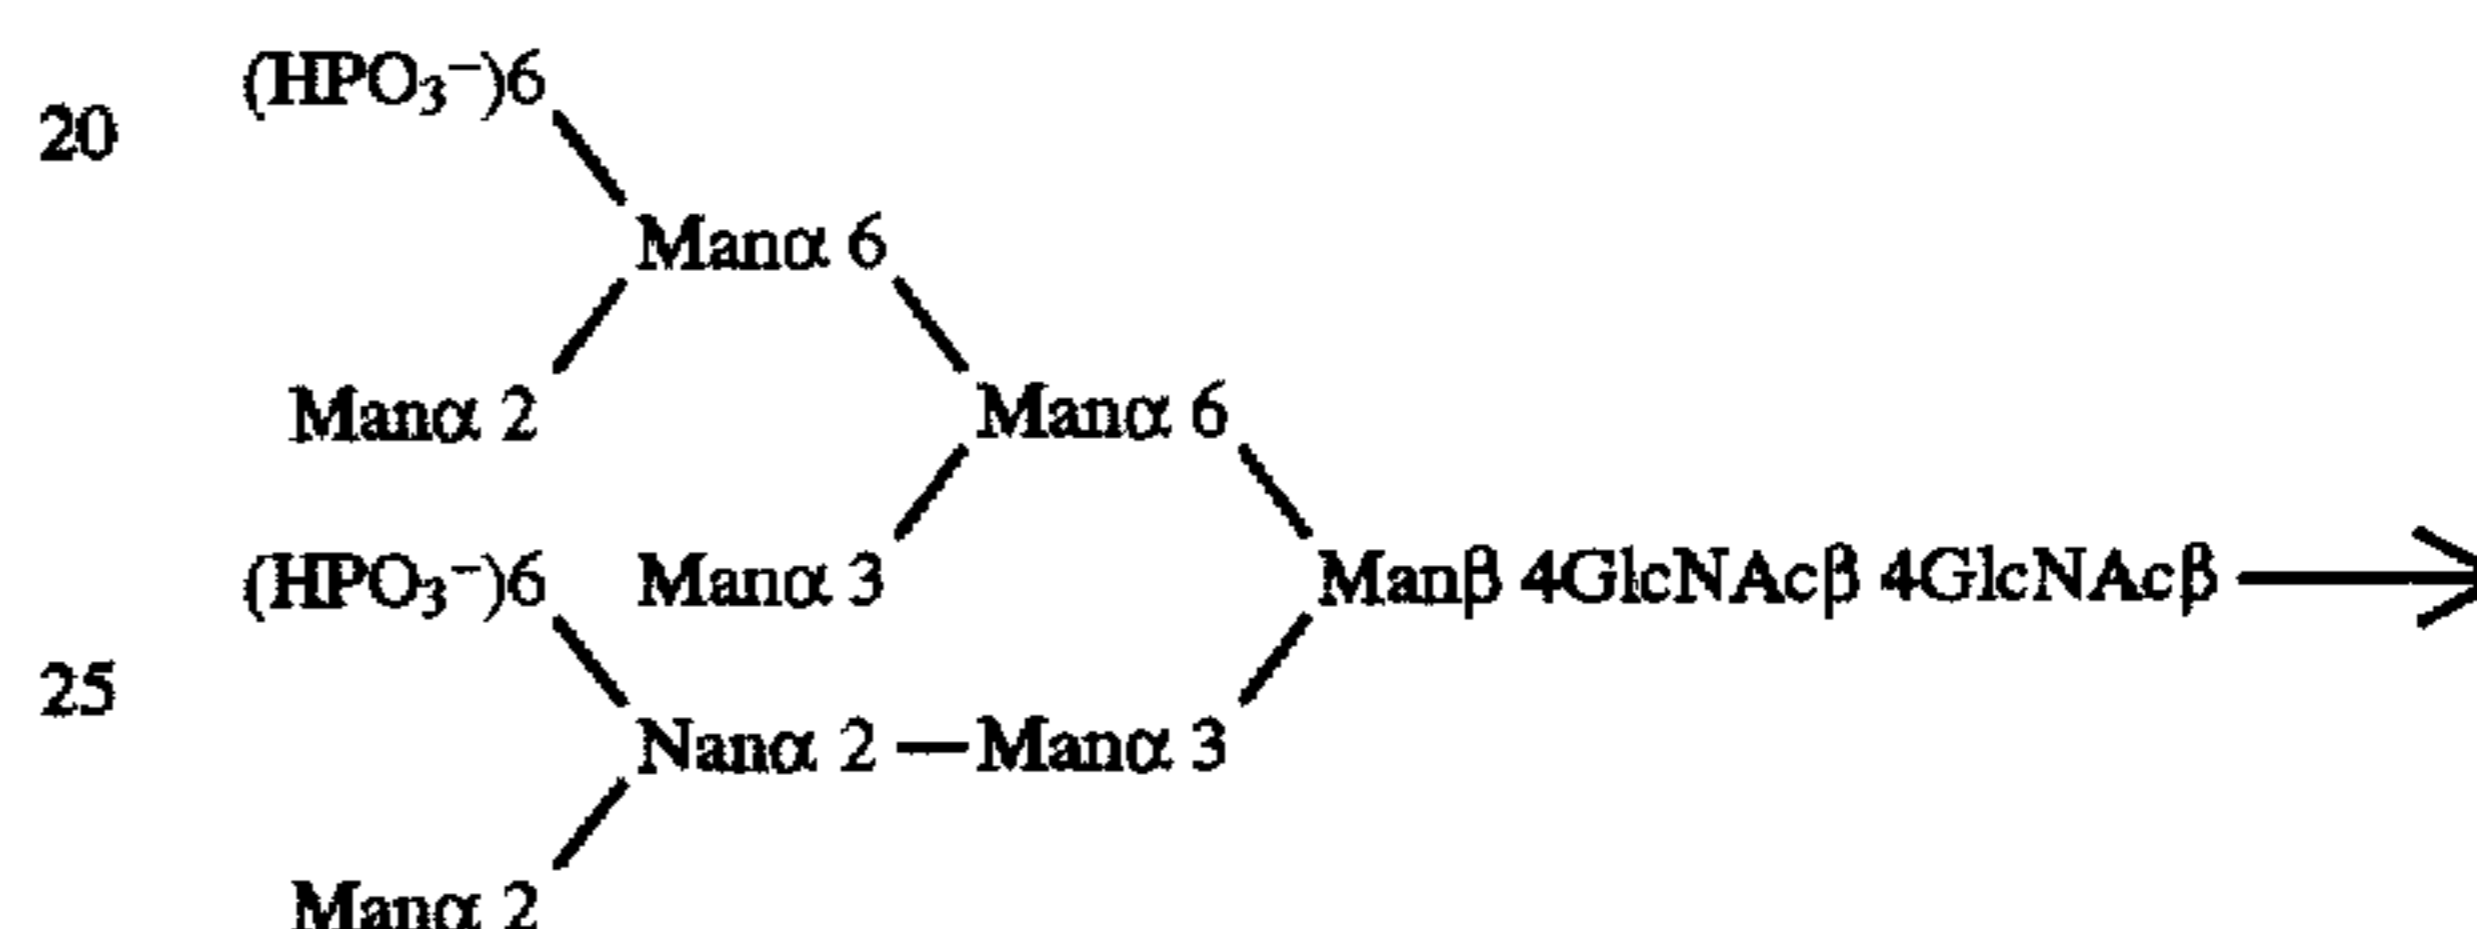 (HPO₃⁻)6
20
Manα 6
Manα 2 Manα 6
(HPO₃⁻)6 Manα 3 Manβ 4GlcNAcβ 4GlcNAcβ
25
Nanα 2 — Manα 3
Manα 2